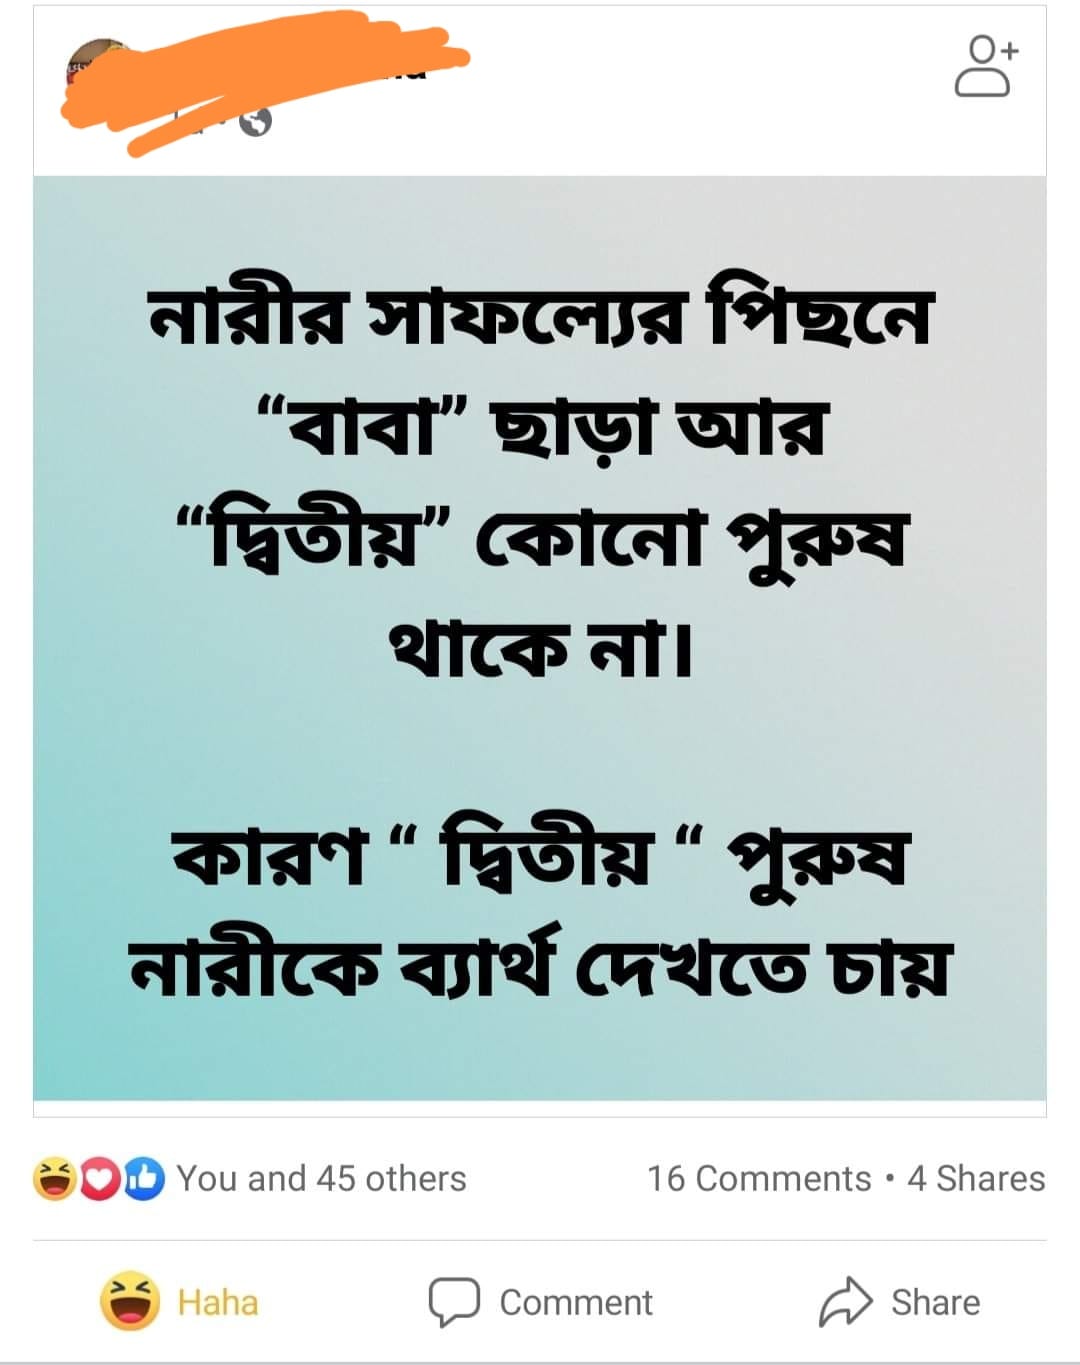 নারীর সাফল্যের পিছনে
“বাবা” ছাড়া আর
“দ্বিতীয়” কোনো পুরুষ
থাকে না।
কারণ “ দ্বিতীয় “ পুরুষ
নারীকে ব্যার্থ দেখতে চায়
You and 45 others 16 Comments • 4 Shares
Haha Comment Share